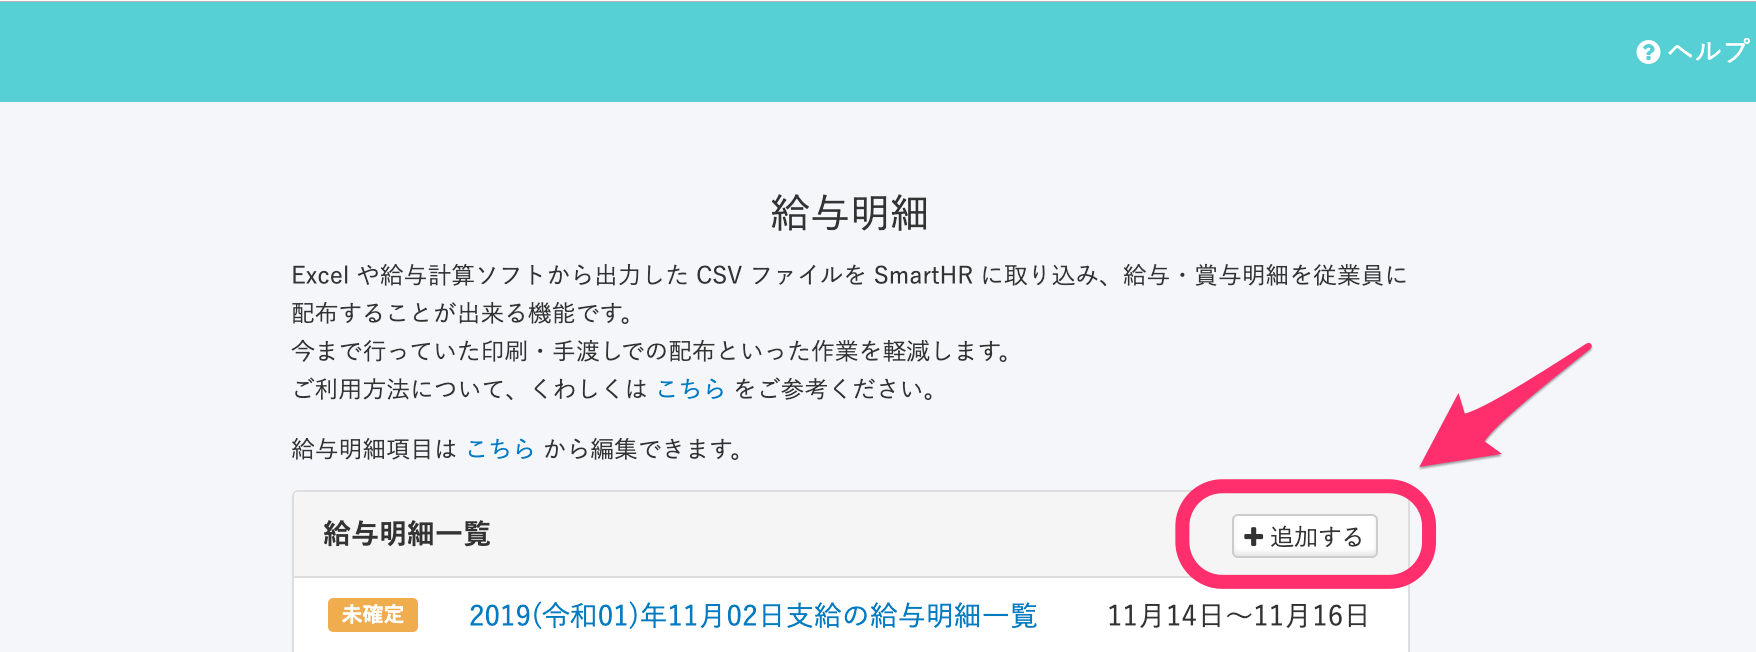 ヘルプ
給与明細
Excel や給与計算ソフトから出力した CSV ファイルを SmartHR に取り込み、給与・賞与明細を従業員に
配布することが出来る機能です。
今まで行っていた印刷・手渡しでの配布といった作業を軽減します。
ご利用方法について、くわしくは こちら をご参考ください。
給与明細項目は こちら から編集できます。
給与明細一覧
追加する
未確定 2019(令和01)年11月02日支給の給与明細一覧 11月14日〜11月16日